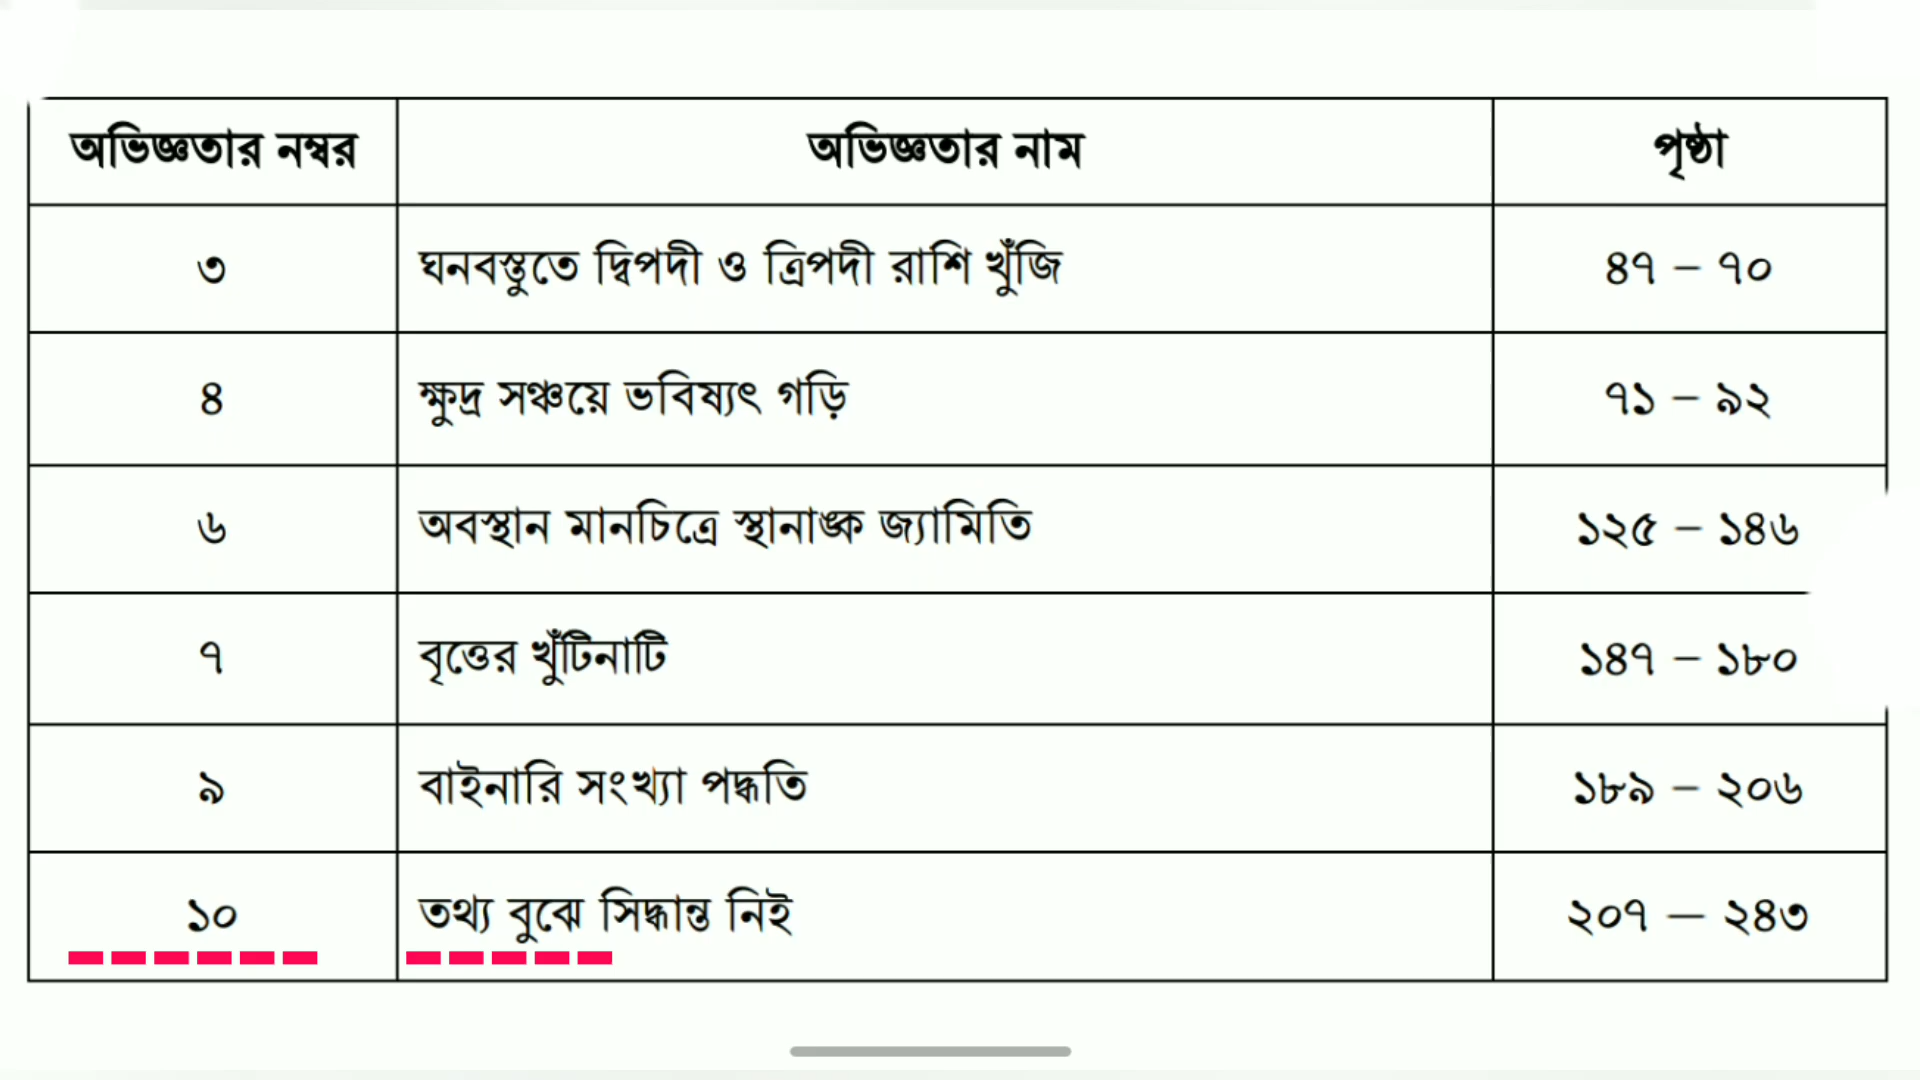 অভিজ্ঞতার নম্বর অভিজ্ঞতার নাম পৃষ্ঠা
৩ ঘনবস্তুতে দ্বিপদী ও ত্রিপদী রাশি খুঁজি ৪৭ – ৭০
৪ ক্ষুদ্র সঞ্চয়ে ভবিষ্যৎ গড়ি ৭১ – ৯২
৬ অবস্থান মানচিত্রে স্থানাঙ্ক জ্যামিতি ১২৫ – ১৪৬
৭ বৃত্তের খুঁটিনাটি ১৪৭ – ১৮০
৯ বাইনারি সংখ্যা পদ্ধতি ১৮৯ – ২০৬
১০ তথ্য বুঝে সিদ্ধান্ত নিই ২০৭ – ২৪৩